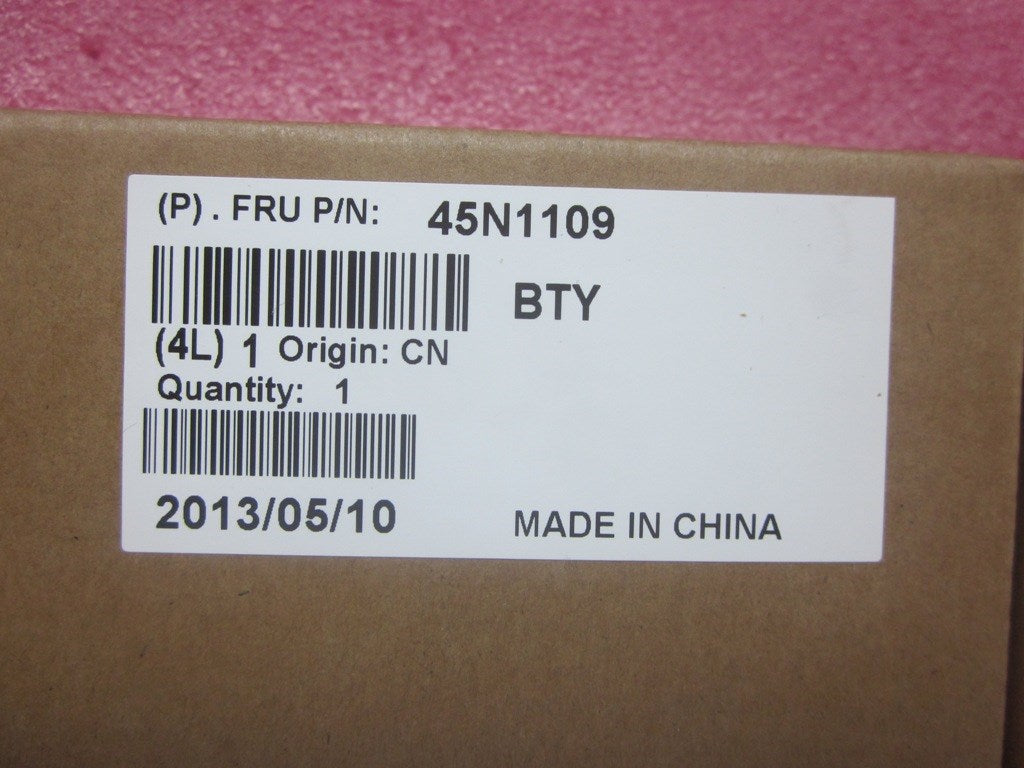 (P) . FRU P/N: 45N1109
BTY
(4L) 1 Origin: CN
Quantity: 1
2013/05/10
MADE IN CHINA